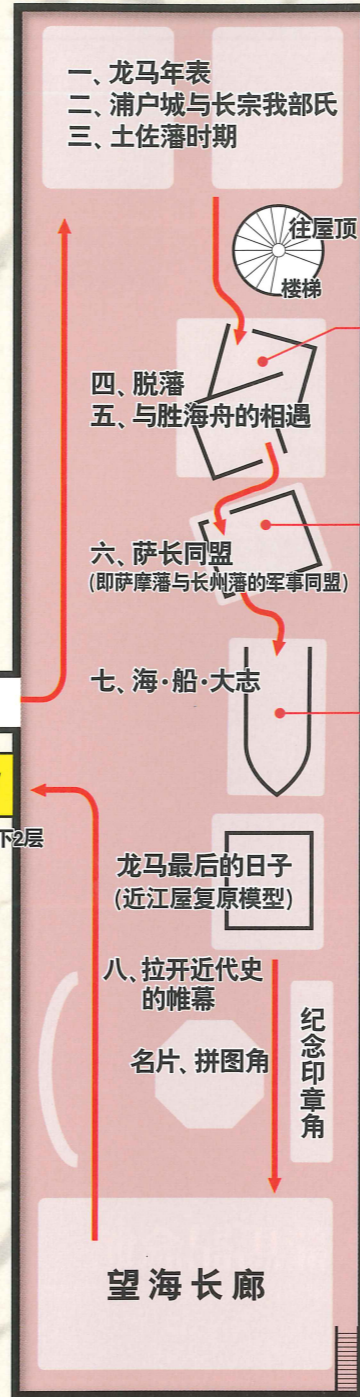 一、龙马年表
二、浦户城与长宗我部氏
三、土佐藩时期
往屋顶
楼梯
四、脱藩
五、与胜海舟的相遇
六、萨长同盟
(即萨摩藩与长州藩的军事同盟)
七、海·船·大志
下2层
龙马最后的日子
(近江屋复原模型)
八、拉开近代史
的帷幕
名片、拼图角
纪念印章角
望海长廊